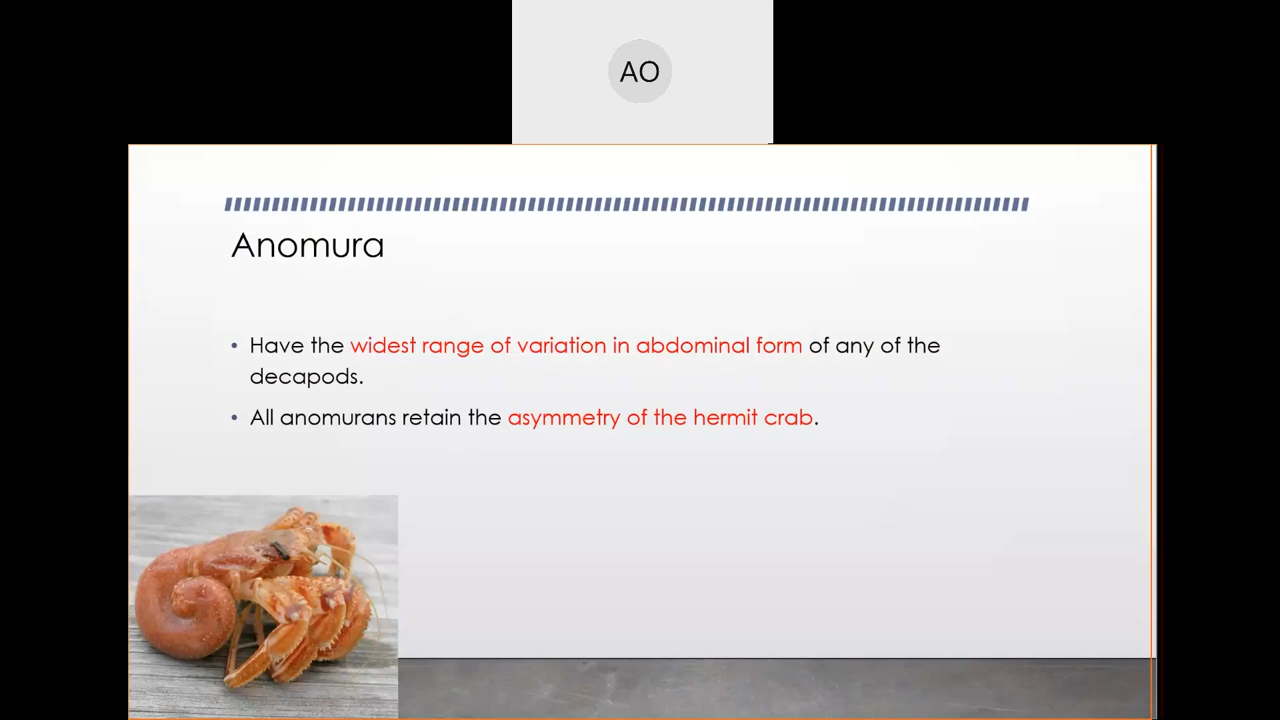 AO
Anomura
• Have the widest range of variation in abdominal form of any of the
decapods.
• All anomurans retain the asymmetry of the hermit crab.